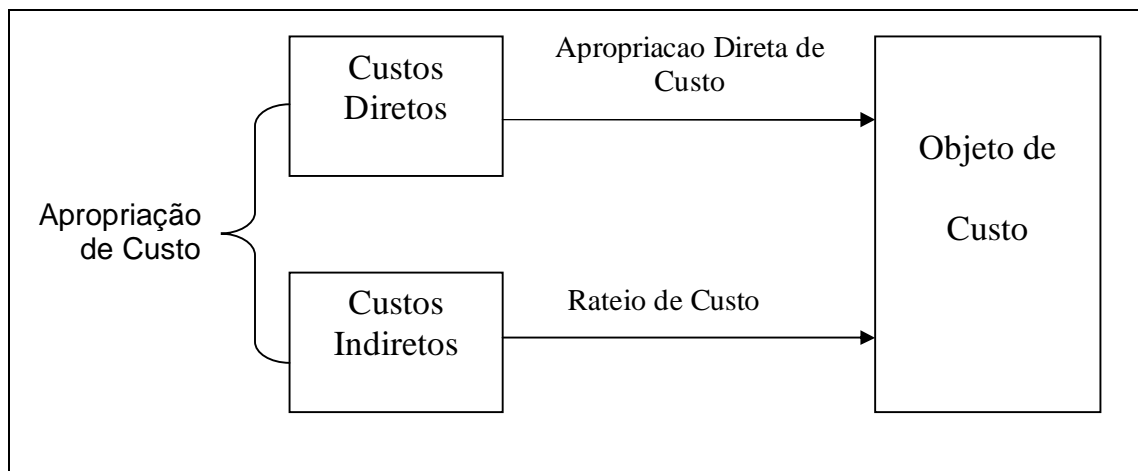 Apropriação
de Custo
Custos
Diretos
Apropriacao Direta de
Custo
Custos
Indiretos
Rateio de Custo
Objeto de
Custo